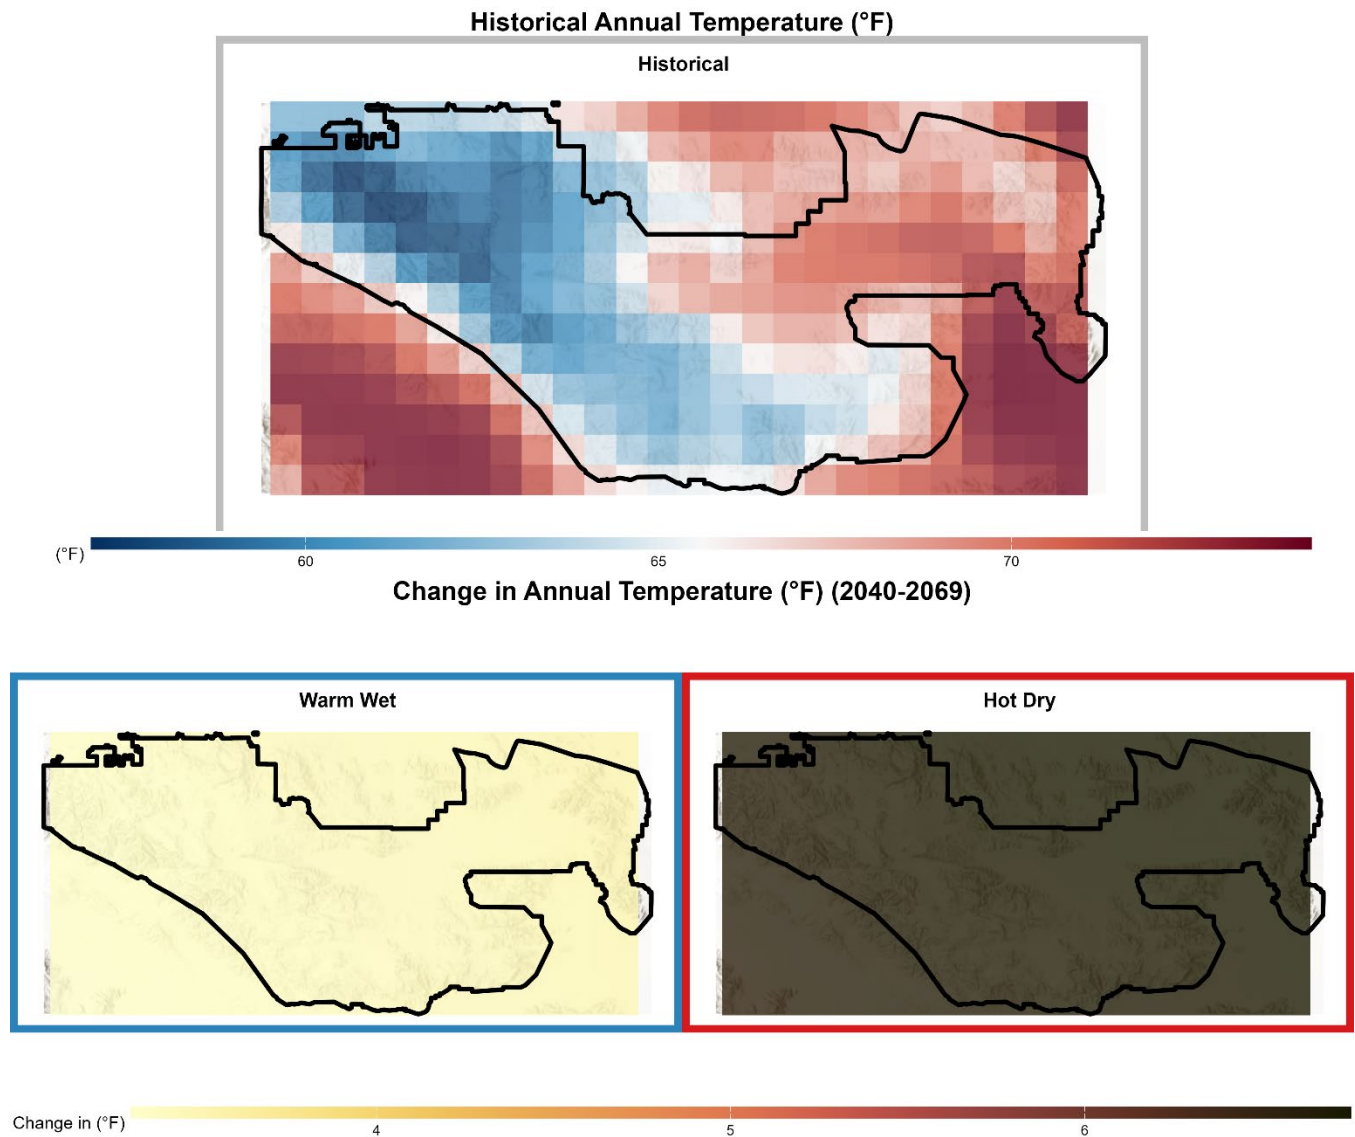 Historical Annual Temperature (°F)
Historical
(°F)
60 65 70
Change in Annual Temperature (°F) (2040-2069)
Warm Wet Hot Dry
Change in (°F)
4 5 6